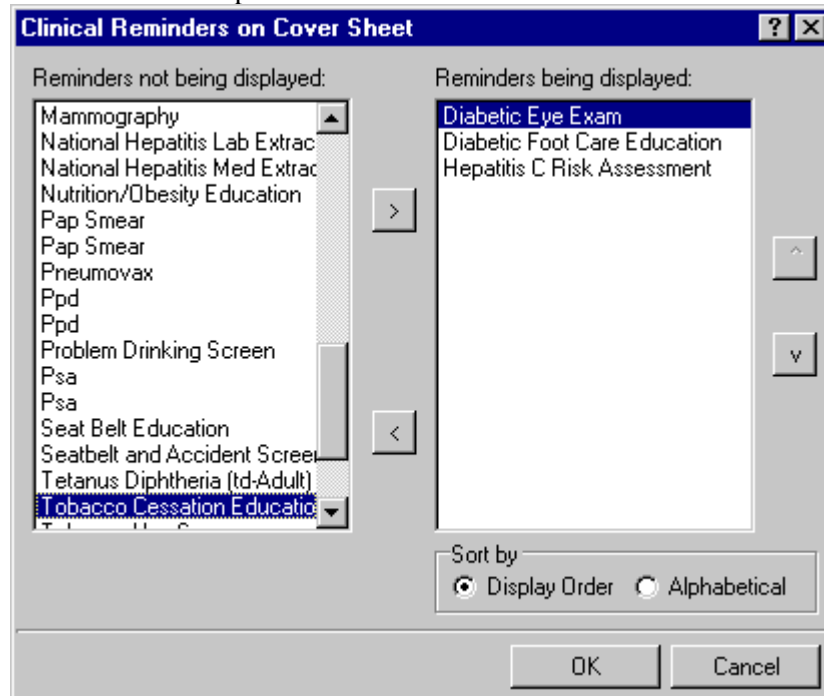 Clinical Reminders on Cover Sheet
Reminders not being displayed:
Mammography
National Hepatitis Lab Extrac
National Hepatitis Med Extrac
Nutrition/Obesity Education
Pap Smear
Pap Smear
Pneumovax
Ppd
Ppd
Problem Drinking Screen
Psa
Psa
Seat Belt Education
Seatbelt and Accident Screen
Tetanus Diphtheria (td-Adult)
Tobacco Cessation Educatio
>
<
Reminders being displayed:
Diabetic Eye Exam
Diabetic Foot Care Education
Hepatitis C Risk Assessment
^
v
Sort by
Display Order Alphabetical
OK Cancel